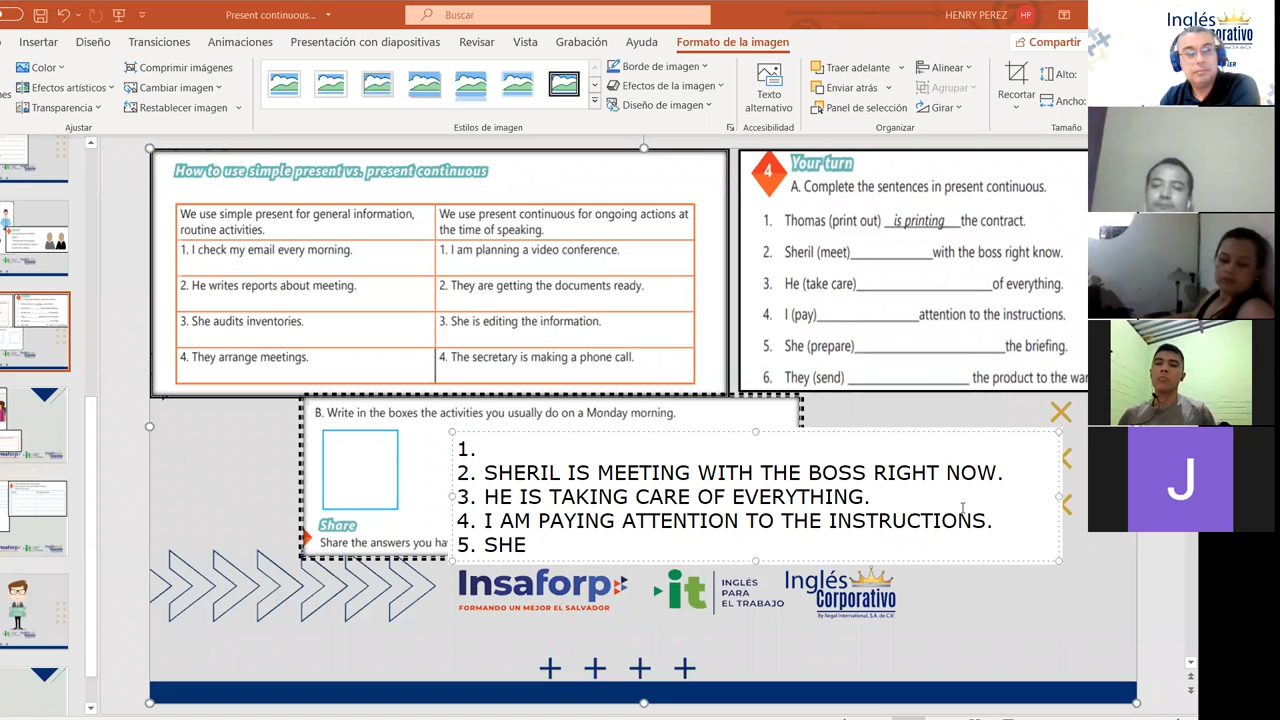 Present continuous...
Buscar
HENRY PEREZ
HP
Insertar
Diseño
Transiciones
Animaciones
Presentación con diapositivas
Revisar
Vista
Grabación
Ayuda
Formato de la imagen
Compartir
Color
Comprimir imágenes
Efectos artísticos
Cambiar imagen
Transparencia
Restablecer imagen
Ajustar
Estilos de imagen
Borde de imagen
Efectos de la imagen
Diseño de imagen
Texto
alternativo
Accesibilidad
Traer adelante
Enviar atrás
Panel de selección
Alinear
Agrupar
Girar
Organizar
Recortar
Alto:
Ancho:
Tamaño
How to use simple present vs. present continuous
We use simple present for general information,
routine activities.
We use present continuous for ongoing actions at
the time of speaking.
1. I check my email every morning.
1. I am planning a video conference.
2. He writes reports about meeting.
2. They are getting the documents ready.
3. She audits inventories.
3. She is editing the information.
4. They arrange meetings.
4. The secretary is making a phone call.
4
Your turn
A. Complete the sentences in present continuous.
1. Thomas (print out) is printing the contract.
2. Sheril (meet) with the boss right know.
3. He (take care) of everything.
4. I (pay) attention to the instructions.
5. She (prepare) the briefing.
6. They (send) the product to the
B. Write in the boxes the activities you usually do on a Monday morning.
Share
Share the answers you
1.
2. SHERIL IS MEETING WITH THE BOSS RIGHT NOW.
3. HE IS TAKING CARE OF EVERYTHING.
4. I AM PAYING ATTENTION TO THE INSTRUCTIONS.
5. SHE
Insaforp
FORMANDO UN MEJOR EL SALVADOR
it
INGLÉS
PARA
EL TRABAJO
Inglés
Corporativo
By Regal International, S.A. de C.V.
Inglés
Corporativo
J